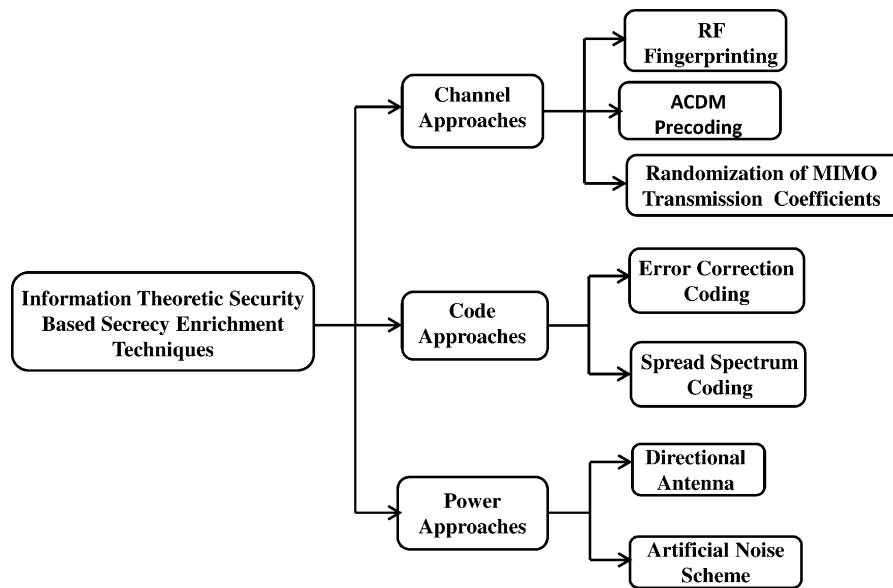 Information Theoretic Security
Based Secrecy Enrichment
Techniques
Channel
Approaches
RF
Fingerprinting
ACDM
Precoding
Randomization of MIMO
Transmission Coefficients
Code
Approaches
Error Correction
Coding
Spread Spectrum
Coding
Power
Approaches
Directional
Antenna
Artificial Noise
Scheme